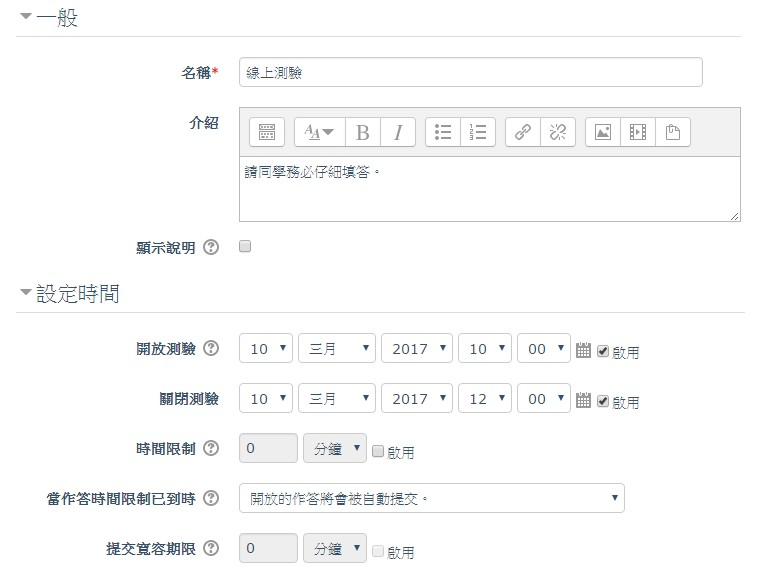 一般
名稱* 線上測驗
介紹
AA B I
請同學務必仔細填答。
顯示說明 ?
設定時間
開放測驗 ? 10 三月 2017 10 00 啟用
關閉測驗 10 三月 2017 12 00 啟用
時間限制 ? 0 分鐘 啟用
當作答時間限制已到時 ? 開放的作答將會被自動提交。
提交寬容期限 ? 0 分鐘 啟用